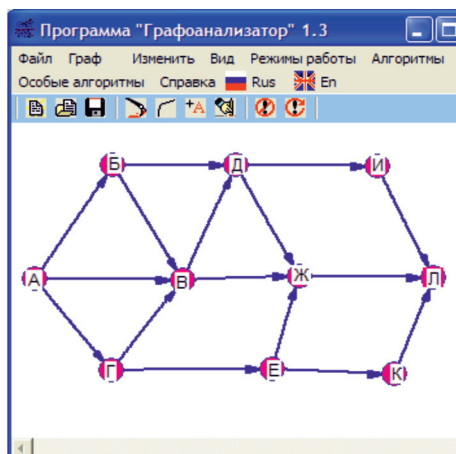 Программа "Графоанализатор" 1.3
Файл Граф Изменить Вид Режимы работы Алгоритмы
Особые алгоритмы Справка Rus En
+А
Б Д И
А В Ж Л
Г Е К